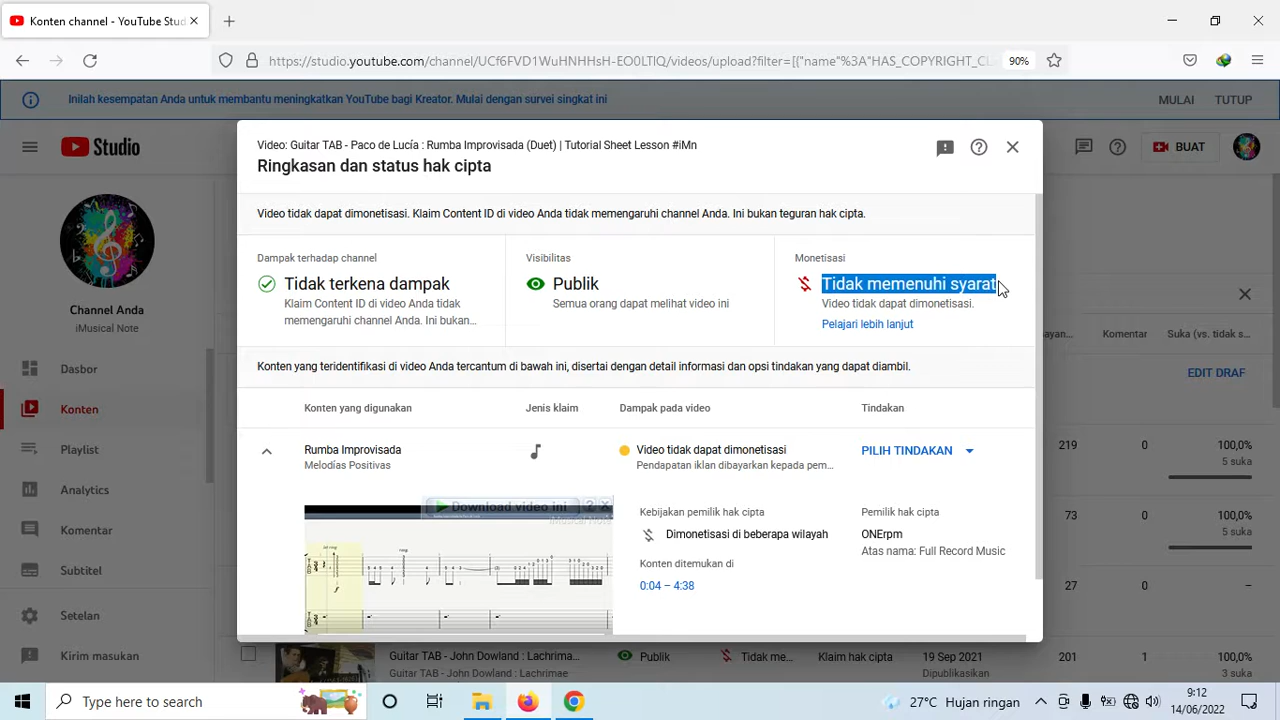 Konten channel - YouTube Stud
https://studio.youtube.com/channel/UCf6FVD1WuHNHHsH-EO0LTlQ/videos/upload?filter=[{"name"%3A"HAS_COPYRIGHT_CL
90%
Inilah kesempatan Anda untuk membantu meningkatkan YouTube bagi Kreator. Mulai dengan survei singkat ini
MULAI
TUTUP
Studio
BUAT
Channel Anda
iMusical Note
Dasbor
Konten
Playlist
Analytics
Komentar
Subtitel
Setelan
Kirim masukan
Video: Guitar TAB - Paco de Lucía : Rumba Improvisada (Duet) | Tutorial Sheet Lesson #iMn
Ringkasan dan status hak cipta
Video tidak dapat dimonetisasi. Klaim Content ID di video Anda tidak memengaruhi channel Anda. Ini bukan teguran hak cipta.
Dampak terhadap channel
Tidak terkena dampak
Klaim Content ID di video Anda tidak
memengaruhi channel Anda. Ini bukan...
Visibilitas
Publik
Semua orang dapat melihat video ini
Monetisasi
Tidak memenuhi syarat
Video tidak dapat dimonetisasi.
Pelajari lebih lanjut
Konten yang teridentifikasi di video Anda tercantum di bawah ini, disertai dengan detail informasi dan opsi tindakan yang dapat diambil.
Konten yang digunakan
Jenis klaim
Dampak pada video
Tindakan
Rumba Improvisada
Melodías Positivas
Video tidak dapat dimonetisasi
Pendapatan iklan dibayarkan kepada pem...
PILIH TINDAKAN
Download video ini
?
iMusical Note
Kebijakan pemilik hak cipta
Dimonetisasi di beberapa wilayah
Konten ditemukan di
0:04 – 4:38
Pemilik hak cipta
ONErpm
Atas nama: Full Record Music
Komentar
Suka (vs. tidak s...
EDIT DRAF
219
0
100,0%
5 suka
73
0
100,0%
5 suka
27
0
–
Guitar TAB - John Dowland : Lachrimae...
Guitar TAB - John Dowland : Lachrimae
Publik
Tidak me...
Klaim hak cipta
19 Sep 2021
Dipublikasikan
201
1
100,0%
3 suka
Type here to search
27°C
Hujan ringan
9:12
14/06/2022